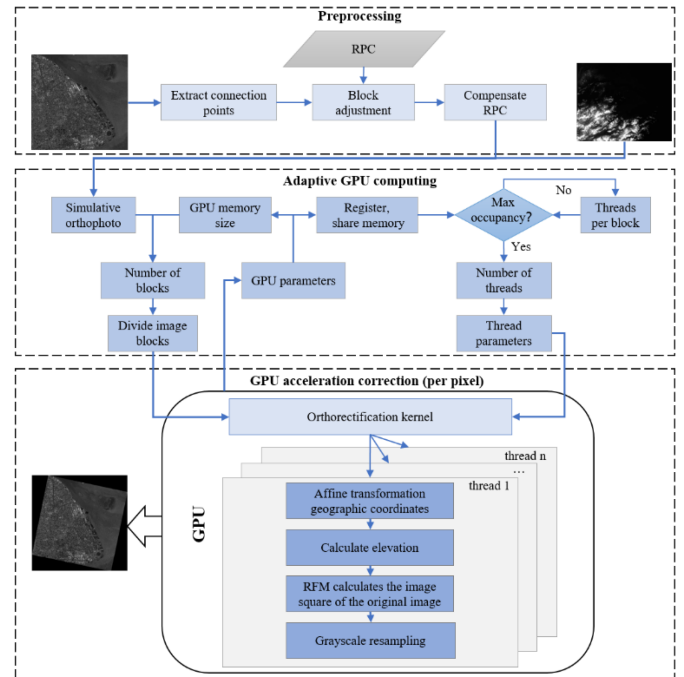 Preprocessing
RPC
Extract connection
points
Block
adjustment
Compensate
RPC
Adaptive GPU computing
Simulative
orthophoto
GPU memory
size
Register,
share memory
Max
occupancy?
No
Threads
per block
Yes
Number of
blocks
GPU parameters
Number of
threads
Divide image
blocks
Thread
parameters
GPU acceleration correction (per pixel)
Orthorectification kernel
thread n
...
thread 1
GPU
Affine transformation
geographic coordinates
Calculate elevation
RFM calculates the image
square of the original image
Grayscale resampling